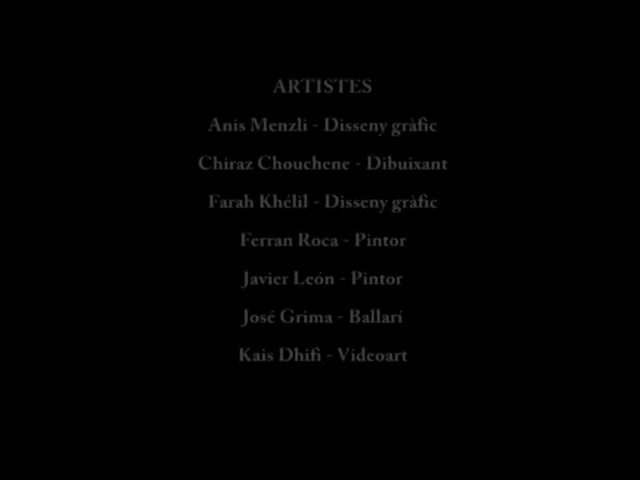 ARTISTES
Anis Menzli - Disseny gràfic
Chiraz Chouchene - Dibuixant
Farah Khélil - Disseny gràfic
Ferran Roca - Pintor
Javier León - Pintor
José Grima - Ballarí
Kais Dhifi - Videoart